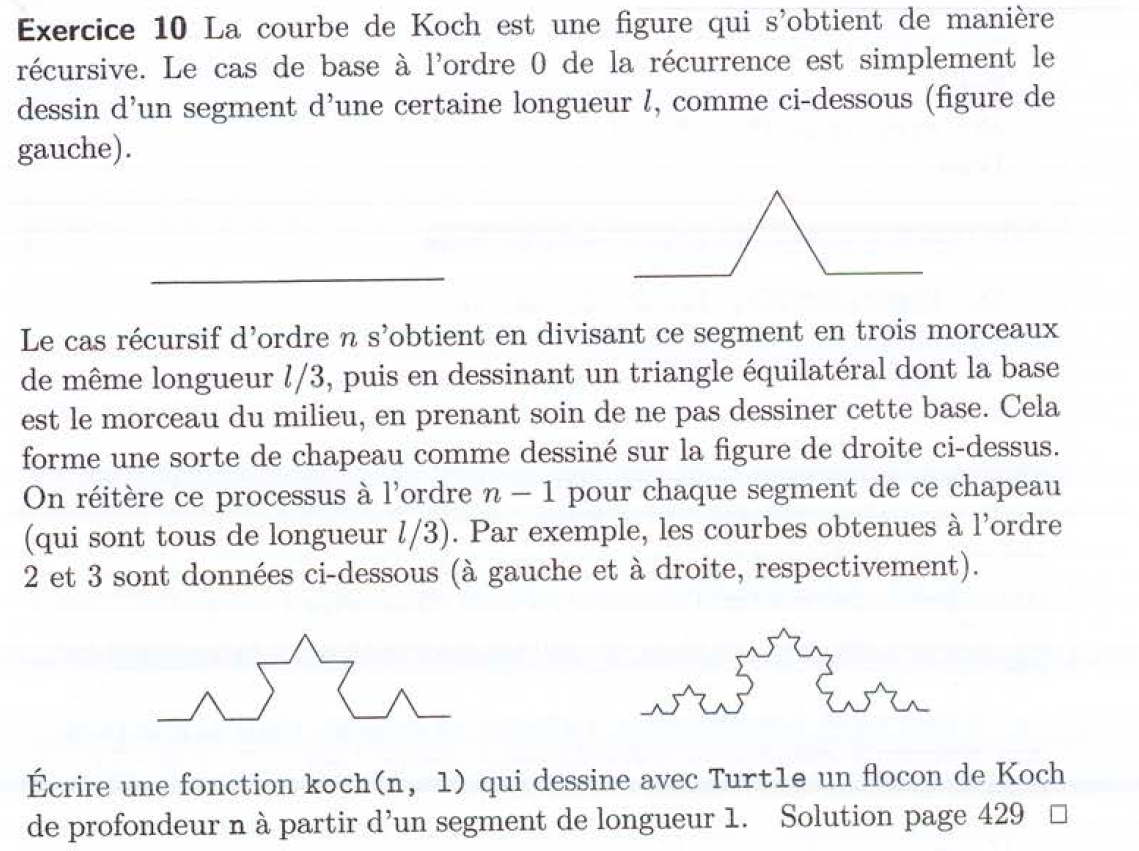 Exercice 10 La courbe de Koch est une figure qui s'obtient de manière
récursive. Le cas de base à l'ordre 0 de la récurrence est simplement le
dessin d'un segment d'une certaine longueur l, comme ci-dessous (figure de
gauche).
Le cas récursif d'ordre n s'obtient en divisant ce segment en trois morceaux
de même longueur l/3, puis en dessinant un triangle équilatéral dont la base
est le morceau du milieu, en prenant soin de ne pas dessiner cette base. Cela
forme une sorte de chapeau comme dessiné sur la figure de droite ci-dessus.
On réitère ce processus à l'ordre n − 1 pour chaque segment de ce chapeau
(qui sont tous de longueur l/3). Par exemple, les courbes obtenues à l'ordre
2 et 3 sont données ci-dessous (à gauche et à droite, respectivement).
Écrire une fonction koch(n, l) qui dessine avec Turtle un flocon de Koch
de profondeur n à partir d'un segment de longueur l. Solution page 429 □